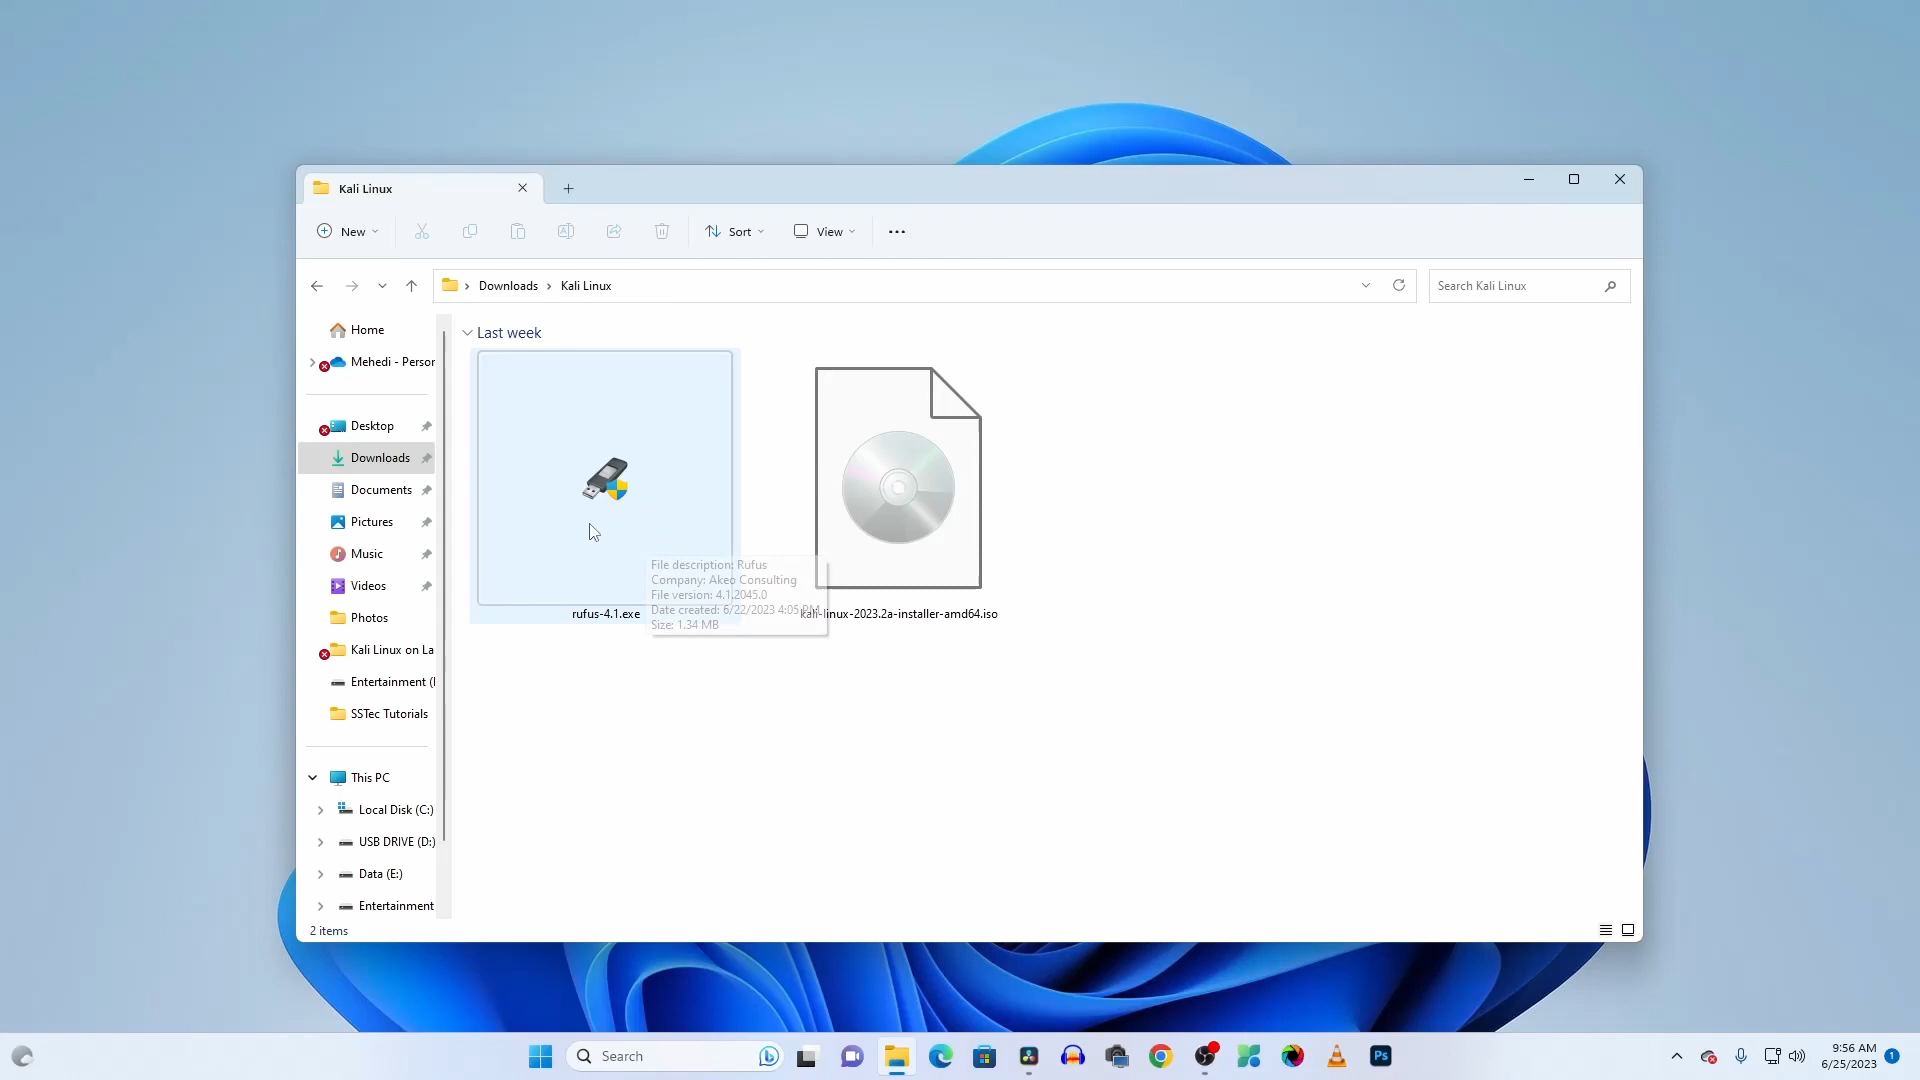 Kali Linux
New
Sort
View
Downloads
Kali Linux
Search Kali Linux
Home
Mehedi - Person
Desktop
Downloads
Documents
Pictures
Music
Videos
Photos
Kali Linux on La
Entertainment (
SSTec Tutorials
This PC
Local Disk (C:)
USB DRIVE (D:)
Data (E:)
Entertainment
Last week
rufus-4.1.exe
File description: Rufus
Company: Akeo Consulting
File version: 4.1.2045.0
Date created: 6/22/2023 4:05 PM
Size: 1.34 MB
kali-linux-2023.2a-installer-amd64.iso
2 items
Search
Ps
9:56 AM
6/25/2023
1